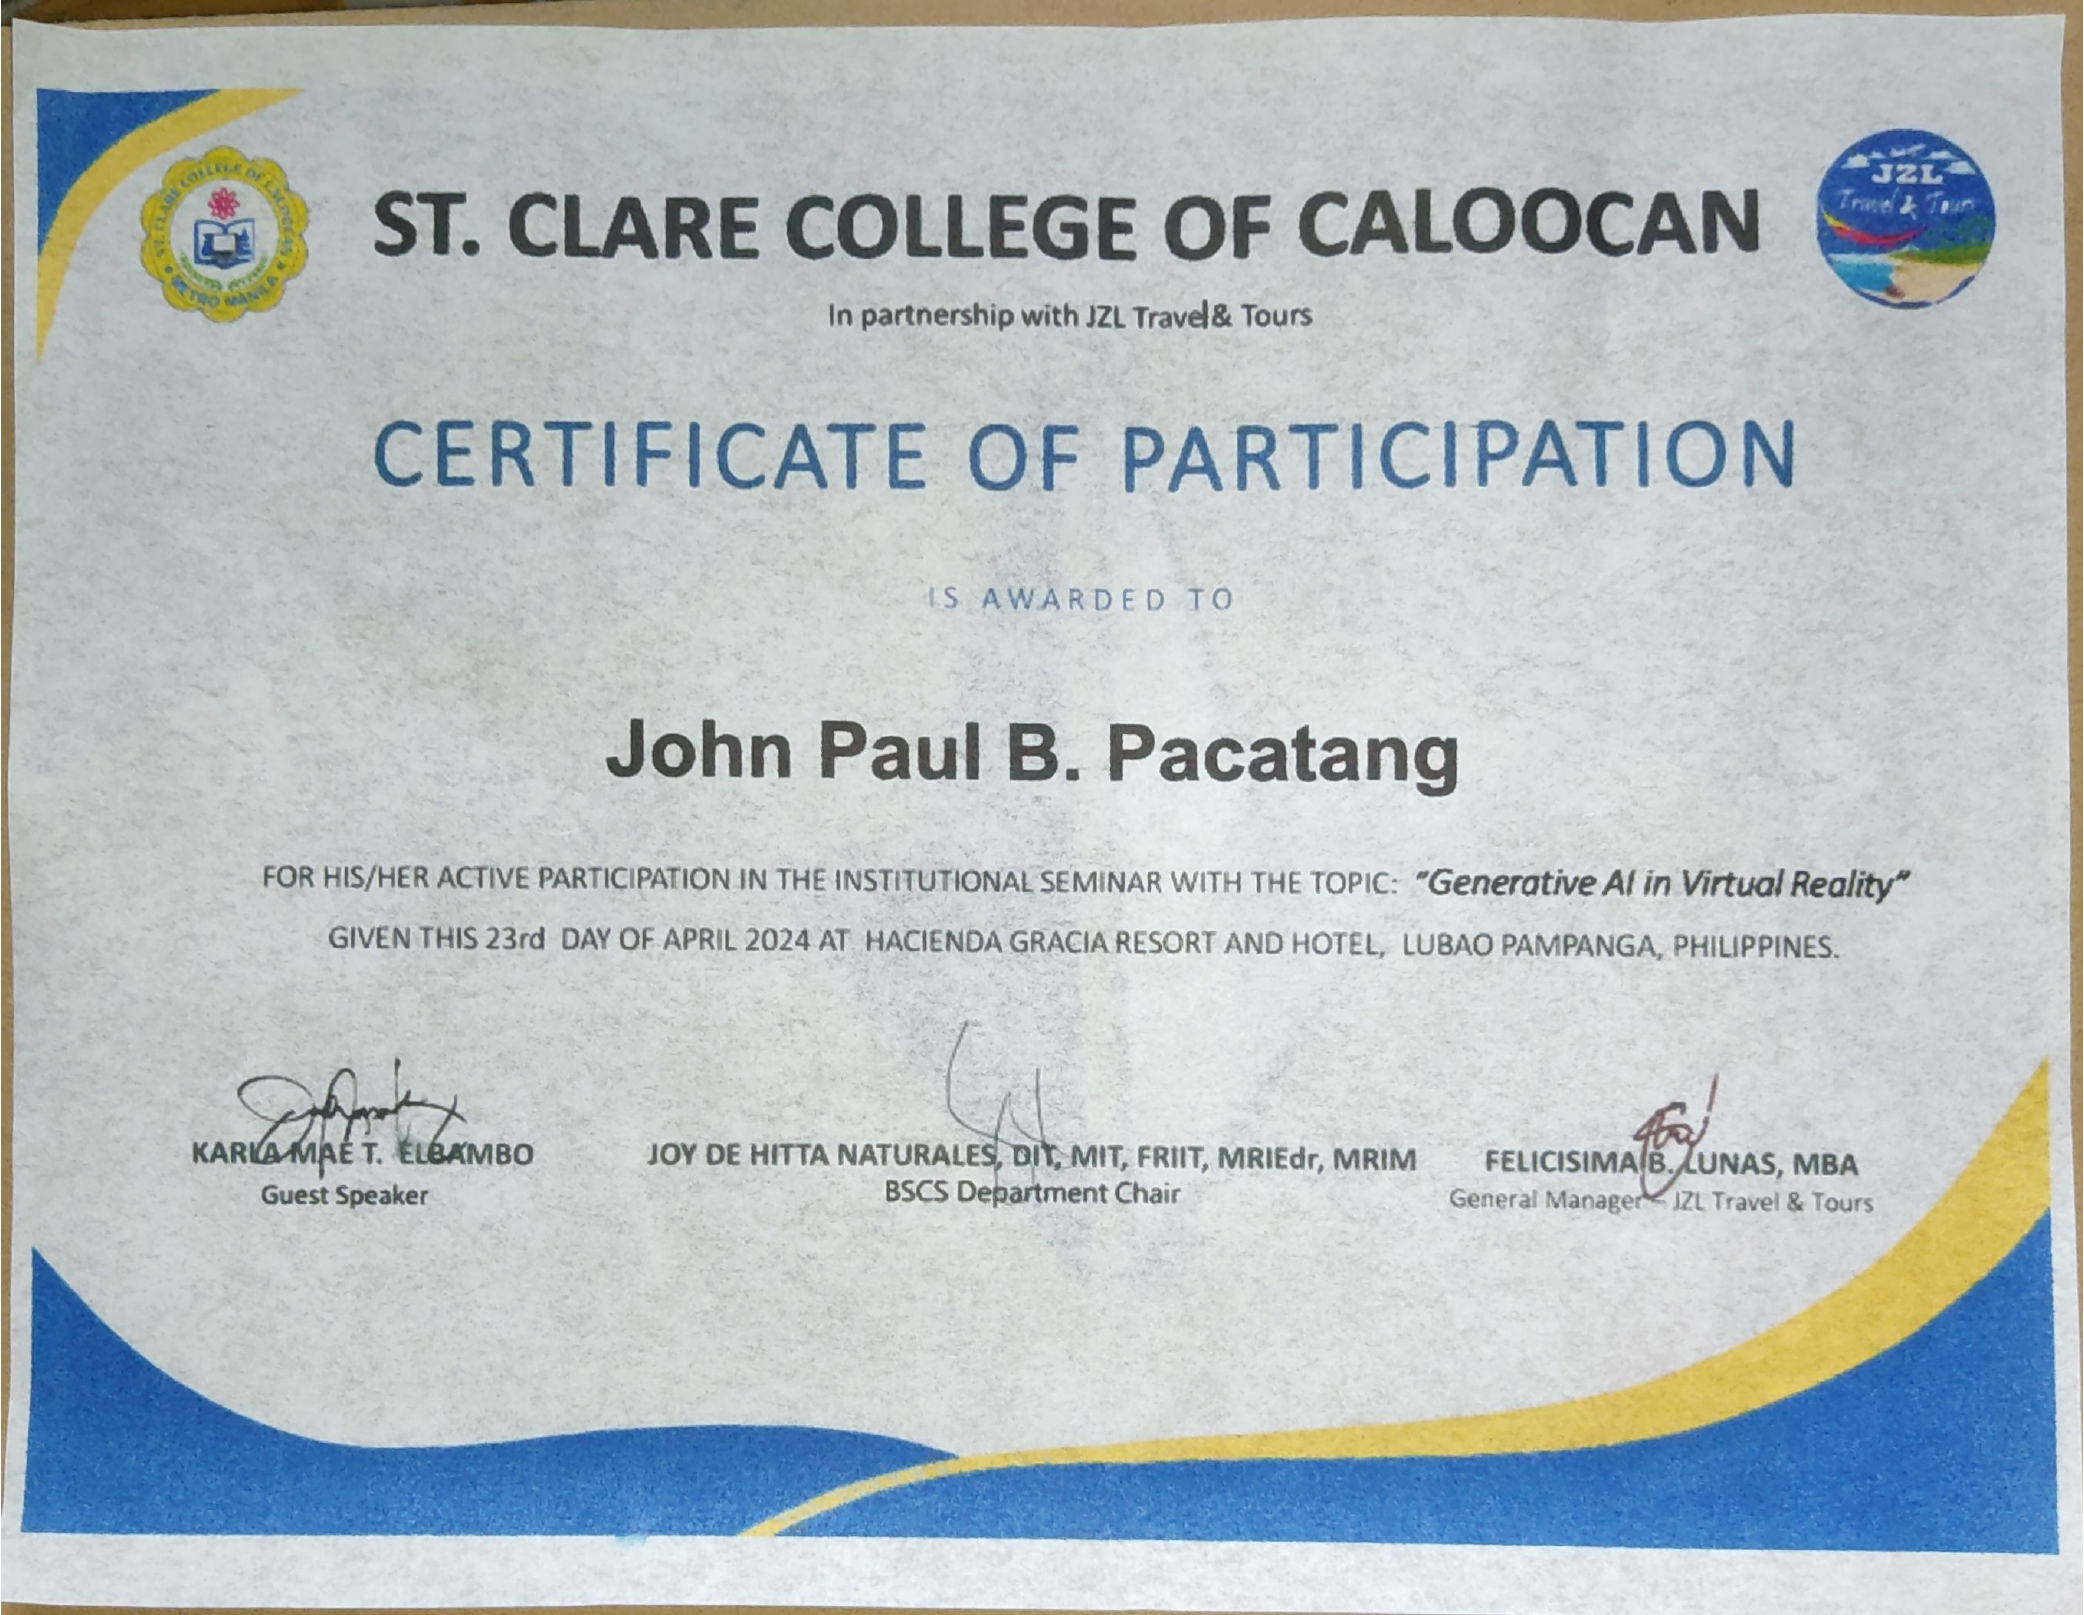 ST. CLARE COLLEGE OF CALOOCAN
METRO MANILA
JZL
Travel & Tours
ST. CLARE COLLEGE OF CALOOCAN
In partnership with JZL Travel & Tours
CERTIFICATE OF PARTICIPATION
IS AWARDED TO
John Paul B. Pacatang
FOR HIS/HER ACTIVE PARTICIPATION IN THE INSTITUTIONAL SEMINAR WITH THE TOPIC: "Generative AI in Virtual Reality"
GIVEN THIS 23rd DAY OF APRIL 2024 AT HACIENDA GRACIA RESORT AND HOTEL, LUBAO PAMPANGA, PHILIPPINES.
KARLA MAE T. ELBAMBO JOY DE HITTA NATURALES, DIT, MIT, FRIIT, MRIEdr, MRIM FELICISIMA B. LUNAS, MBA
Guest Speaker BSCS Department Chair General Manager – JZL Travel & Tours